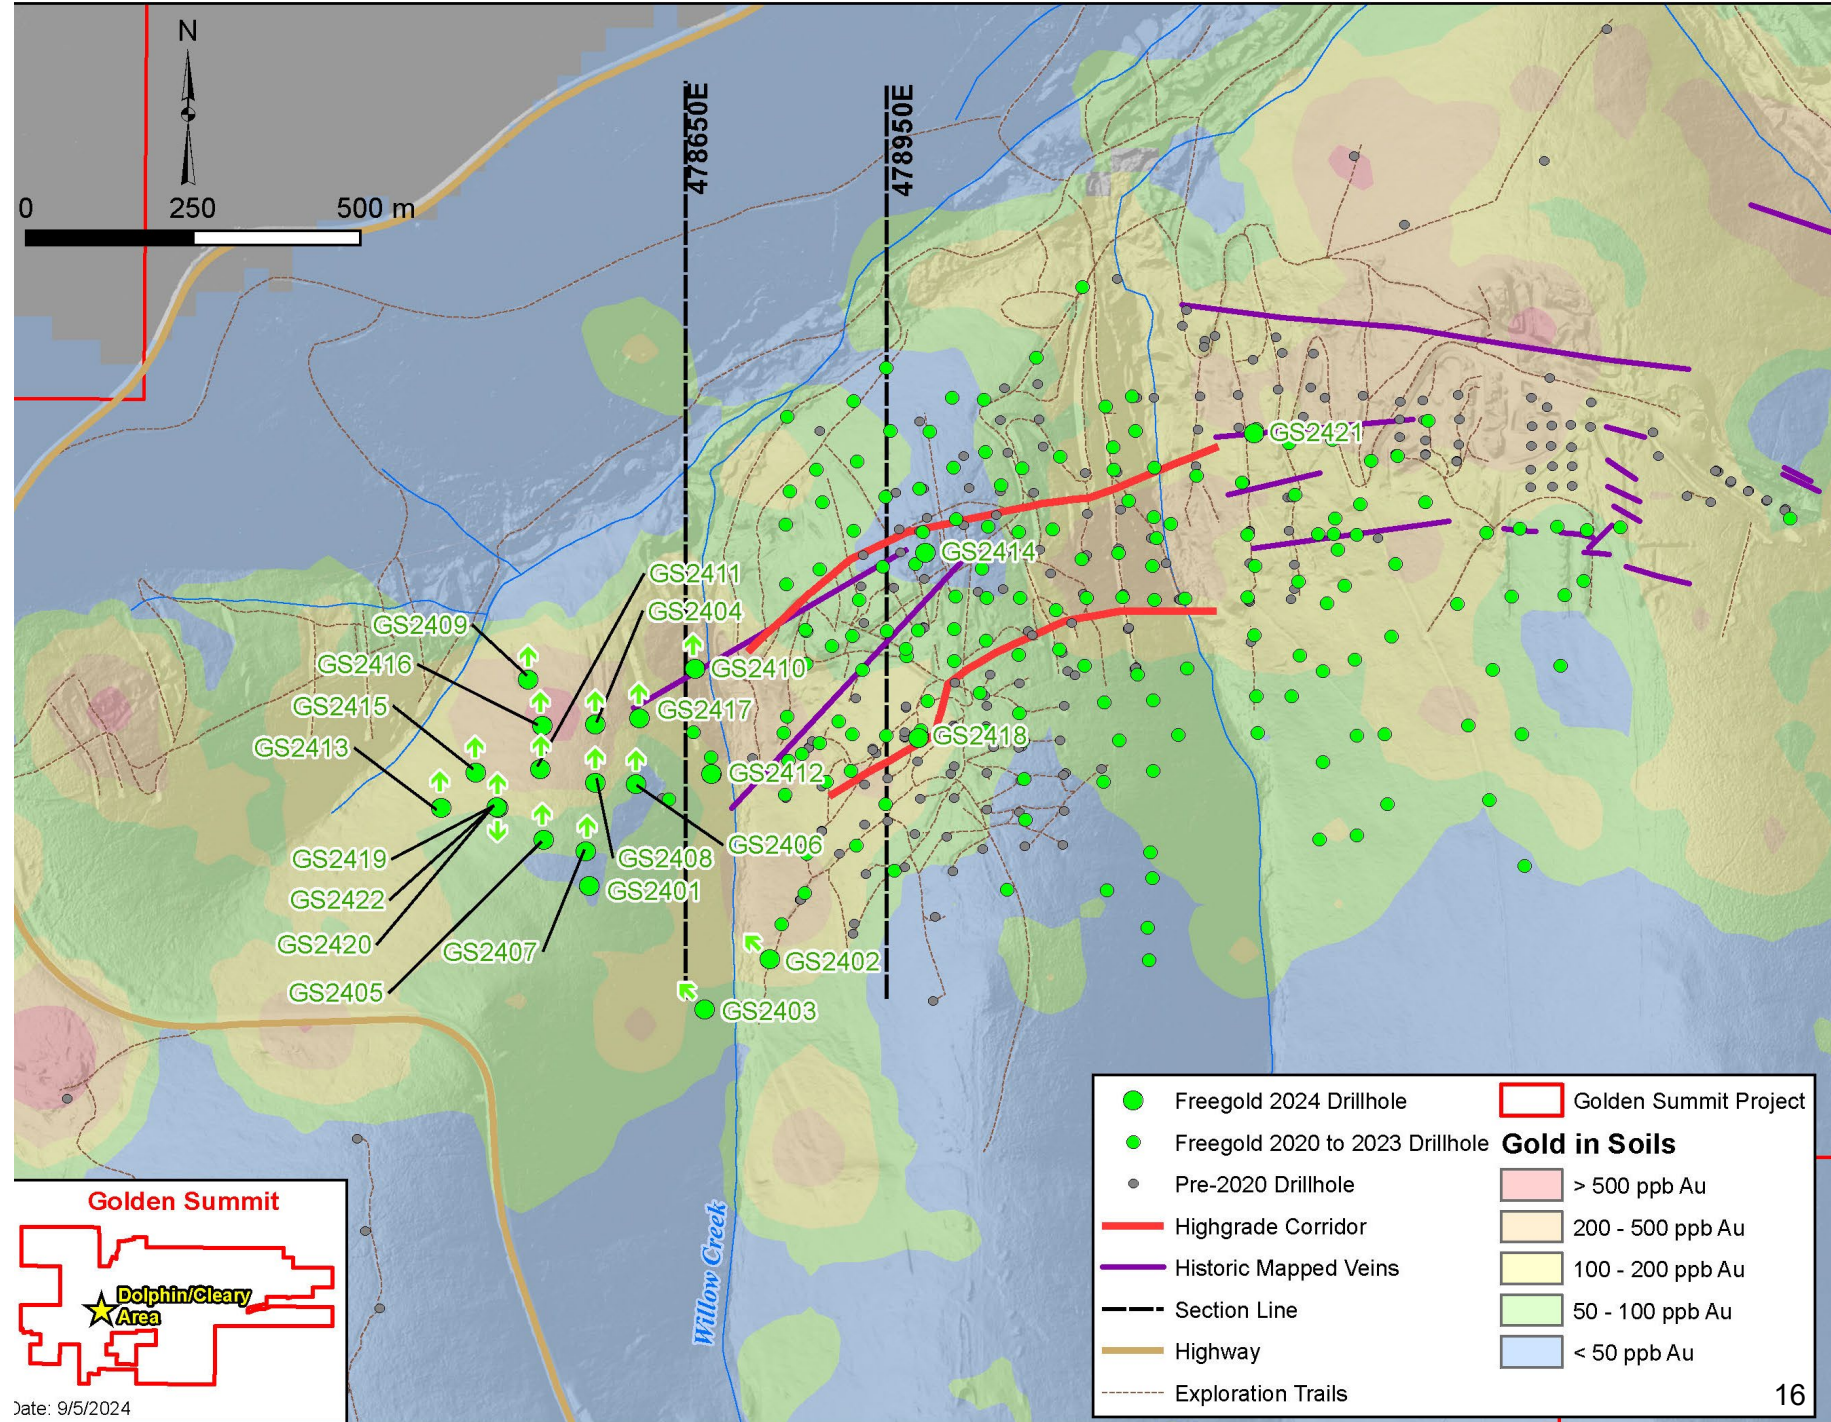 N
0 250 500 m
478650E
478950E
GS2421
GS2414
GS2411
GS2404
GS2409
GS2416
GS2410
GS2415
GS2417
GS2418
GS2413
GS2412
GS2406
GS2419
GS2408
GS2401
GS2422
GS2420
GS2407
GS2402
GS2405
GS2403
Willow Creek
Golden Summit
Dolphin/Cleary
Area
Date: 9/5/2024
Freegold 2024 Drillhole
Freegold 2020 to 2023 Drillhole
Pre-2020 Drillhole
Highgrade Corridor
Historic Mapped Veins
Section Line
Highway
Exploration Trails
Golden Summit Project
Gold in Soils
> 500 ppb Au
200 - 500 ppb Au
100 - 200 ppb Au
50 - 100 ppb Au
< 50 ppb Au
16